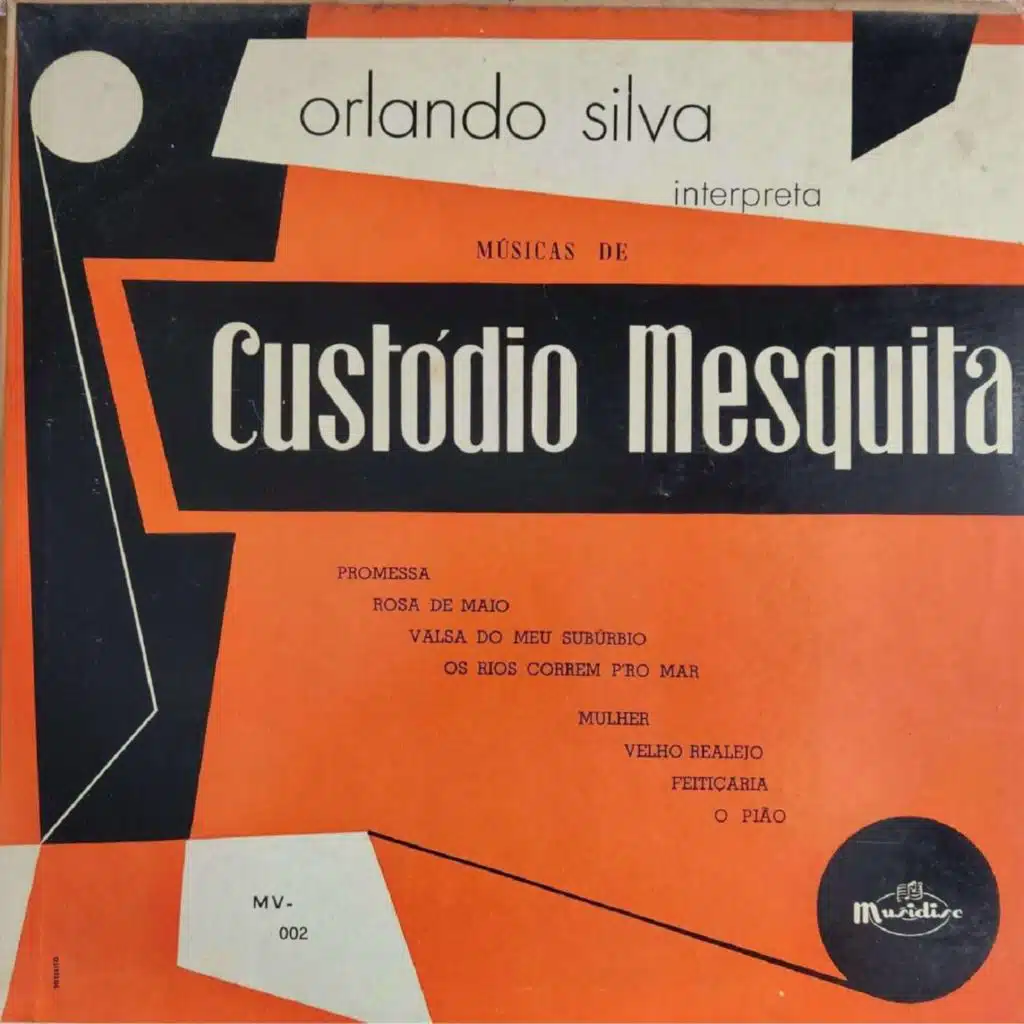 orlando silva
interpreta
MÚSICAS DE
Custódio Mesquita
PROMESSA
ROSA DE MAIO
VALSA DO MEU SUBÚRBIO
OS RIOS CORREM P'RO MAR
MULHER
VELHO REALEJO
FEITIÇARIA
O PIÃO
MV-
002
Musidisc